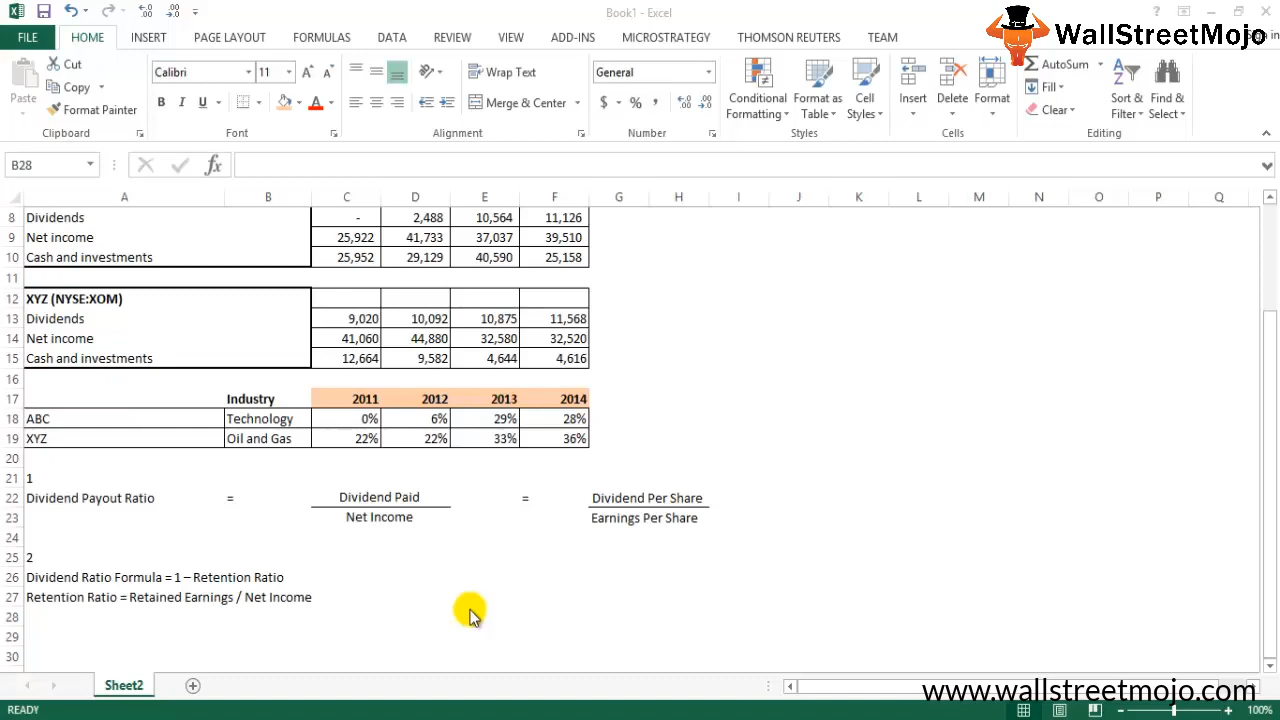 Book1 - Excel
WallStreetMojo
FILE HOME INSERT PAGE LAYOUT FORMULAS DATA REVIEW VIEW ADD-INS MICROSTRATEGY THOMSON REUTERS TEAM
Paste
Cut
Copy
Format Painter
Clipboard
Calibri 11
B I U A
Font
Wrap Text
Merge & Center
Alignment
General
$ % ,
Number
Conditional Formatting
Format as Table
Cell Styles
Styles
Insert Delete Format
Cells
AutoSum
Fill
Clear
Sort & Filter
Find & Select
Editing
B28 fx
A B C D E F G H I J K L M N O P Q
8 Dividends - 2,488 10,564 11,126
9 Net income 25,922 41,733 37,037 39,510
10 Cash and investments 25,952 29,129 40,590 25,158
11
12 XYZ (NYSE:XOM)
13 Dividends 9,020 10,092 10,875 11,568
14 Net income 41,060 44,880 32,580 32,520
15 Cash and investments 12,664 9,582 4,644 4,616
16
17 Industry 2011 2012 2013 2014
18 ABC Technology 0% 6% 29% 28%
19 XYZ Oil and Gas 22% 22% 33% 36%
20
21 1
22 Dividend Payout Ratio = Dividend Paid = Dividend Per Share
23 Net Income Earnings Per Share
24
25 2
26 Dividend Ratio Formula = 1 – Retention Ratio
27 Retention Ratio = Retained Earnings / Net Income
28
29
30
Sheet2
www.wallstreetmojo.com
READY 100%